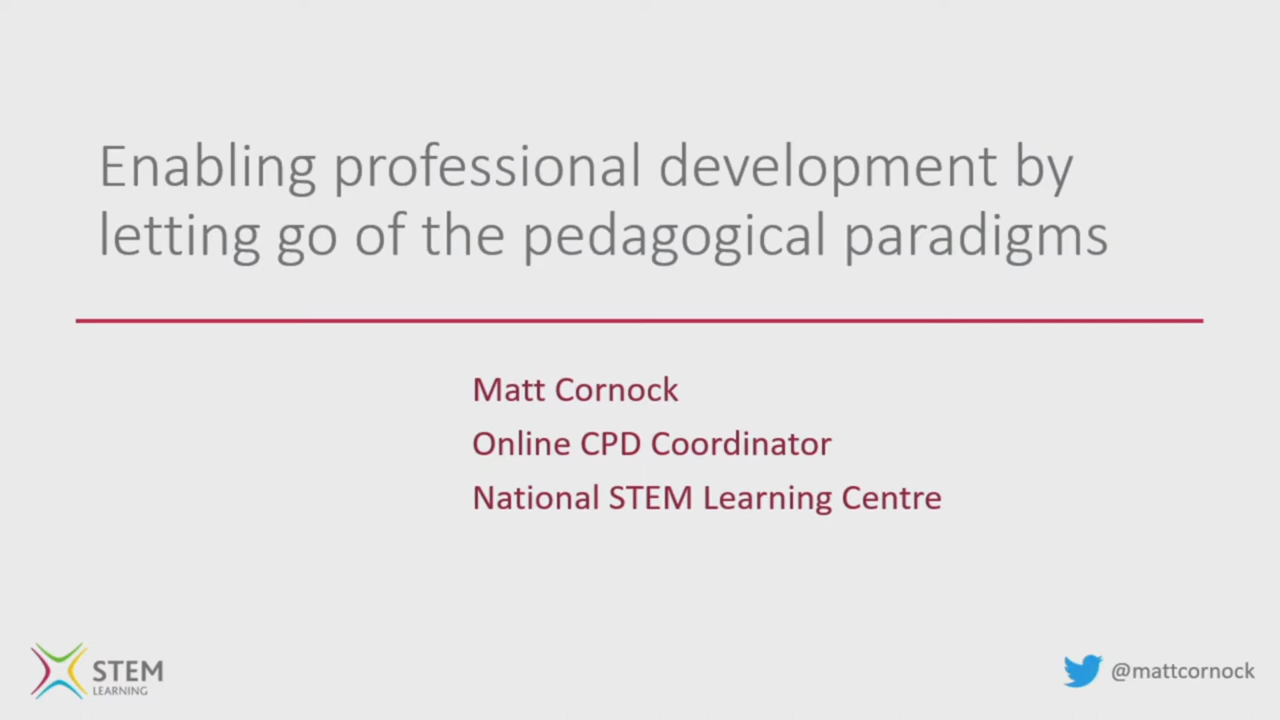 Enabling professional development by
letting go of the pedagogical paradigms
Matt Cornock
Online CPD Coordinator
National STEM Learning Centre
STEM
LEARNING
@mattcornock